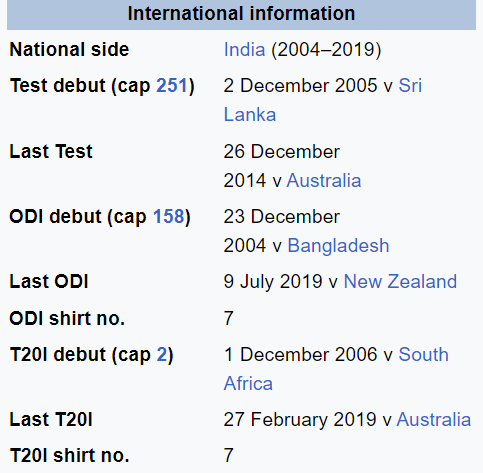 International information
National side India (2004–2019)
Test debut (cap 251) 2 December 2005 v Sri
Lanka
Last Test 26 December
2014 v Australia
ODI debut (cap 158) 23 December
2004 v Bangladesh
Last ODI 9 July 2019 v New Zealand
ODI shirt no. 7
T20I debut (cap 2) 1 December 2006 v South
Africa
Last T20I 27 February 2019 v Australia
T20I shirt no. 7